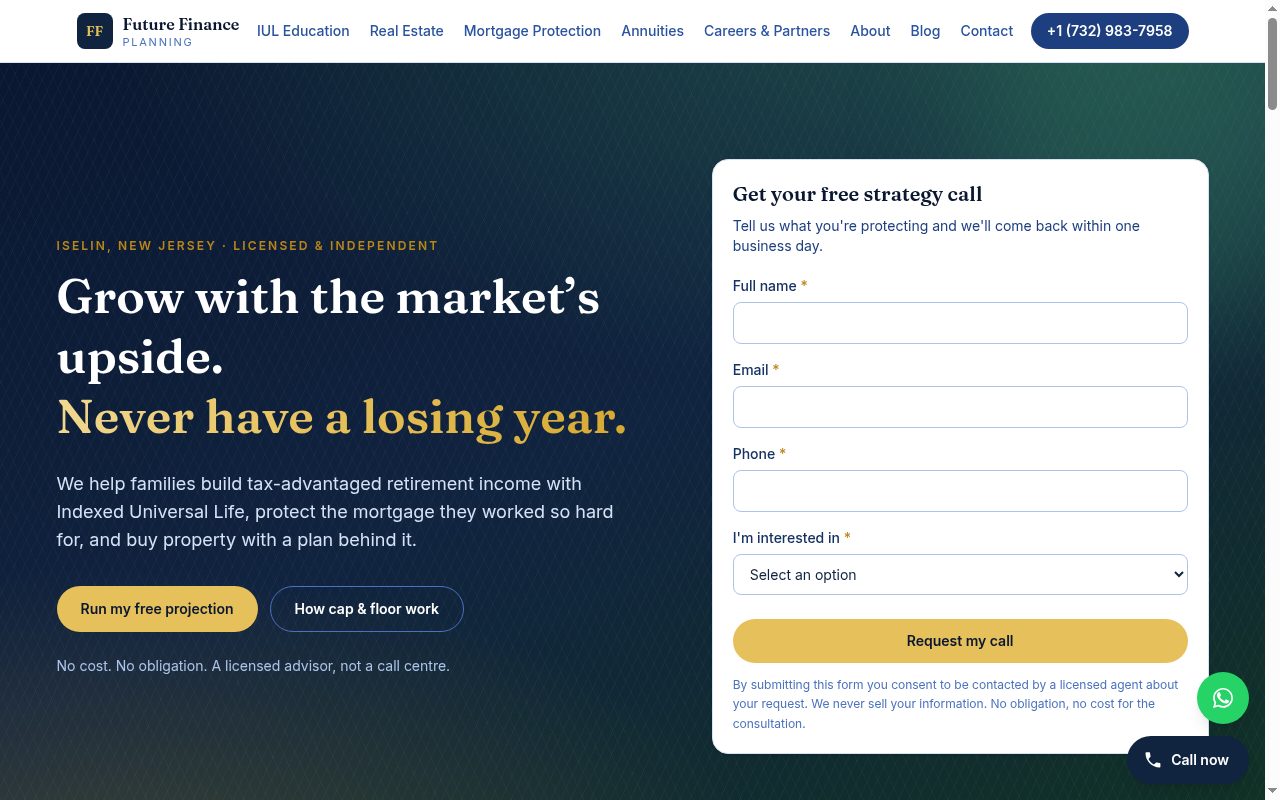 FF
Future Finance
PLANNING
IUL Education
Real Estate
Mortgage Protection
Annuities
Careers & Partners
About
Blog
Contact
+1 (732) 983-7958
ISELIN, NEW JERSEY · LICENSED & INDEPENDENT
Grow with the market’s
upside.
Never have a losing year.
We help families build tax-advantaged retirement income with
Indexed Universal Life, protect the mortgage they worked so hard
for, and buy property with a plan behind it.
Run my free projection
How cap & floor work
No cost. No obligation. A licensed advisor, not a call centre.
Get your free strategy call
Tell us what you're protecting and we'll come back within one
business day.
Full name *
Email *
Phone *
I'm interested in *
Select an option
Request my call
By submitting this form you consent to be contacted by a licensed agent about
your request. We never sell your information. No obligation, no cost for the
consultation.
Call now